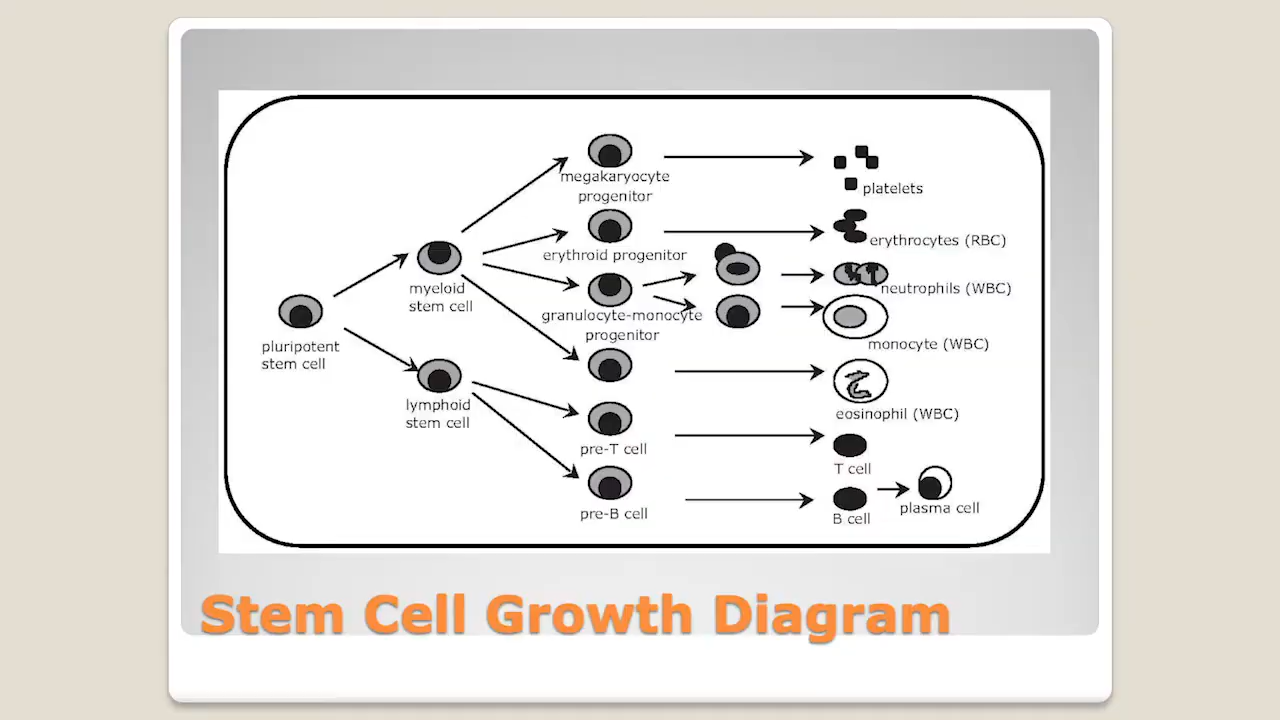 megakaryocyte
progenitor
platelets
erythroid progenitor
erythrocytes (RBC)
myeloid
stem cell
granulocyte-monocyte
progenitor
neutrophils (WBC)
pluripotent
stem cell
monocyte (WBC)
lymphoid
stem cell
eosinophil (WBC)
pre-T cell
T cell
pre-B cell
B cell
plasma cell
Stem Cell Growth Diagram